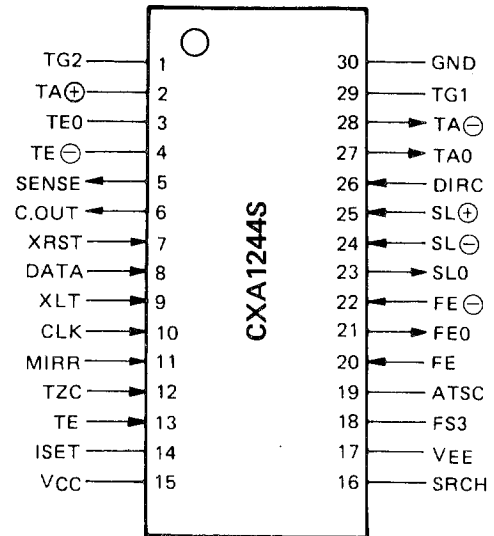 TG2 1
TA⊕ 2
TE0 3
TE⊖ 4
SENSE 5
C.OUT 6
XRST 7
DATA 8
XLT 9
CLK 10
MIRR 11
TZC 12
TE 13
ISET 14
VCC 15
CXA1244S
30 GND
29 TG1
28 TA⊖
27 TA0
26 DIRC
25 SL⊕
24 SL⊖
23 SL0
22 FE⊖
21 FE0
20 FE
19 ATSC
18 FS3
17 VEE
16 SRCH